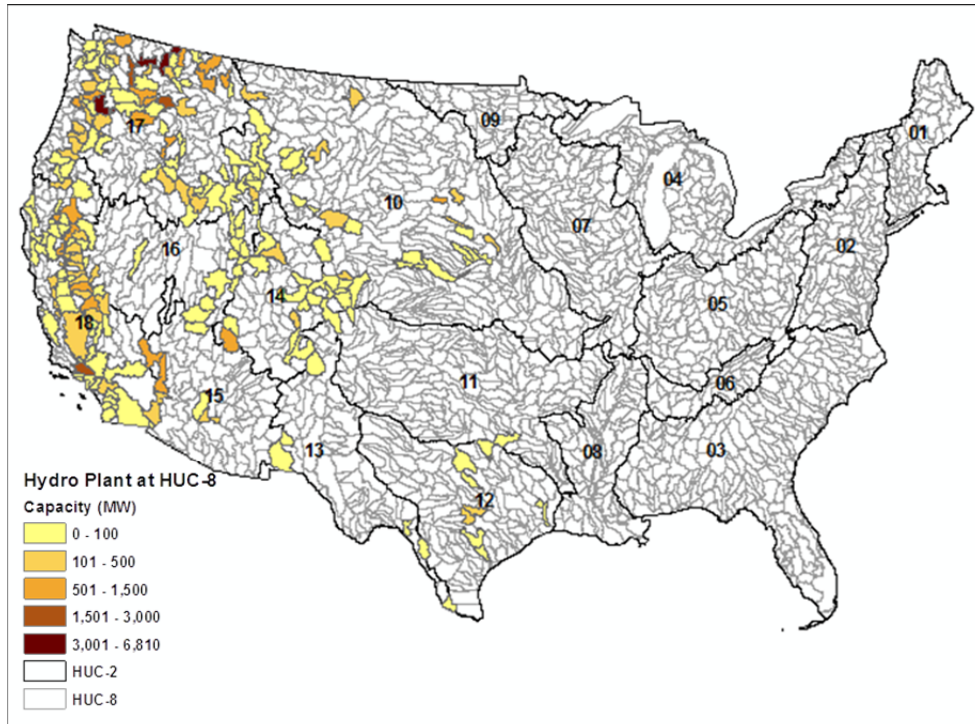 09
01
17
04
10
07
02
16
14
05
18
06
11
15
03
13
08
12
Hydro Plant at HUC-8
Capacity (MW)
0 - 100
101 - 500
501 - 1,500
1,501 - 3,000
3,001 - 6,810
HUC-2
HUC-8